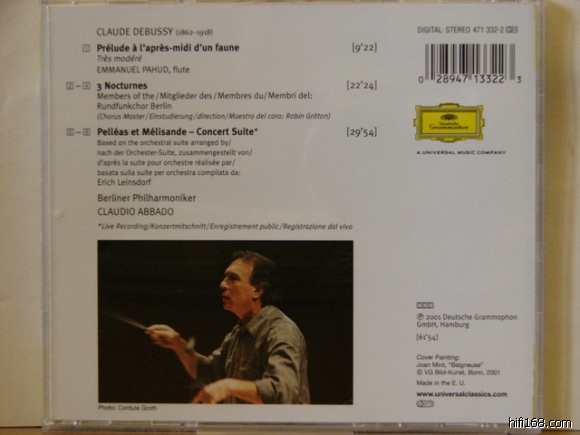 CLAUDE DEBUSSY (1862–1918)
1 Prélude à l'après-midi d'un faune [9'22]
Très modéré
EMMANUEL PAHUD, flute
2 – 4 3 Nocturnes [22'24]
Members of the / Mitglieder des / Membres du / Membri del:
Rundfunkchor Berlin
(Chorus Master / Einstudierung / direction / Maestro del coro: Robin Gritton)
5 – 8 Pelléas et Mélisande – Concert Suite* [29'54]
Based on the orchestral suite arranged by/
nach der Orchester-Suite, zusammengestellt von/
d'après la suite pour orchestre réalisée par/
basata sulla suite per orchestra compilata da:
Erich Leinsdorf
Berliner Philharmoniker
CLAUDIO ABBADO
*Live Recording / Konzertmitschnitt / Enregistrement public / Registrazione dal vivo
Photo: Cordula Groth
DIGITAL STEREO 471 332-2
0 28947 13322 3
Deutsche
Grammophon
A UNIVERSAL MUSIC COMPANY
DDD
℗ 2001 Deutsche Grammophon
GmbH, Hamburg
[61'54]
Cover Painting:
Joan Miró, "Baigneuse"
© VG Bild-Kunst, Bonn, 2001
Made in the E. U.
www.universalclassics.com
hifi168.com